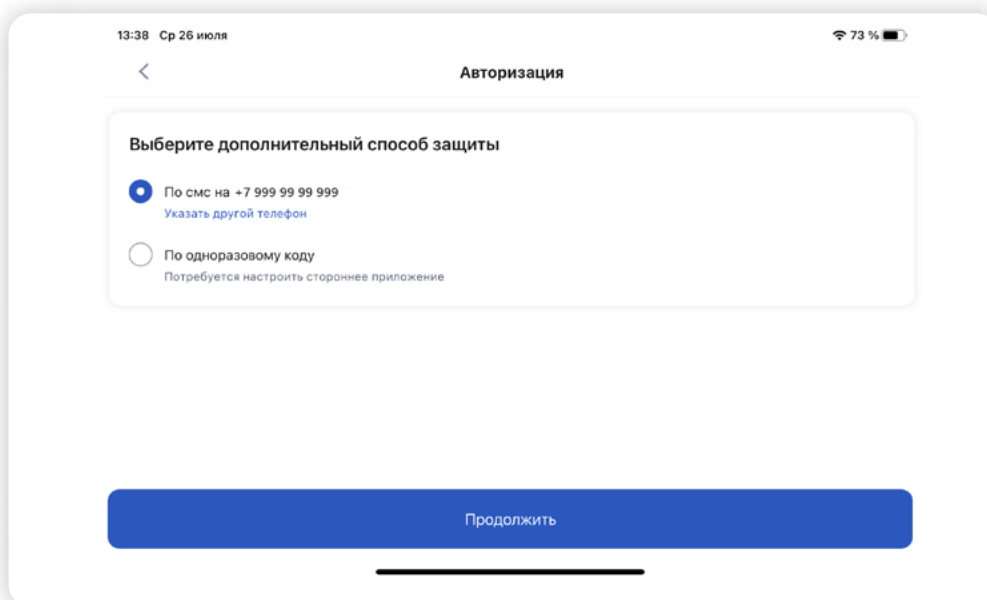 13:38 Ср 26 июля
73 %
Авторизация
Выберите дополнительный способ защиты
По смс на +7 999 99 99 999
Указать другой телефон
По одноразовому коду
Потребуется настроить стороннее приложение
Продолжить